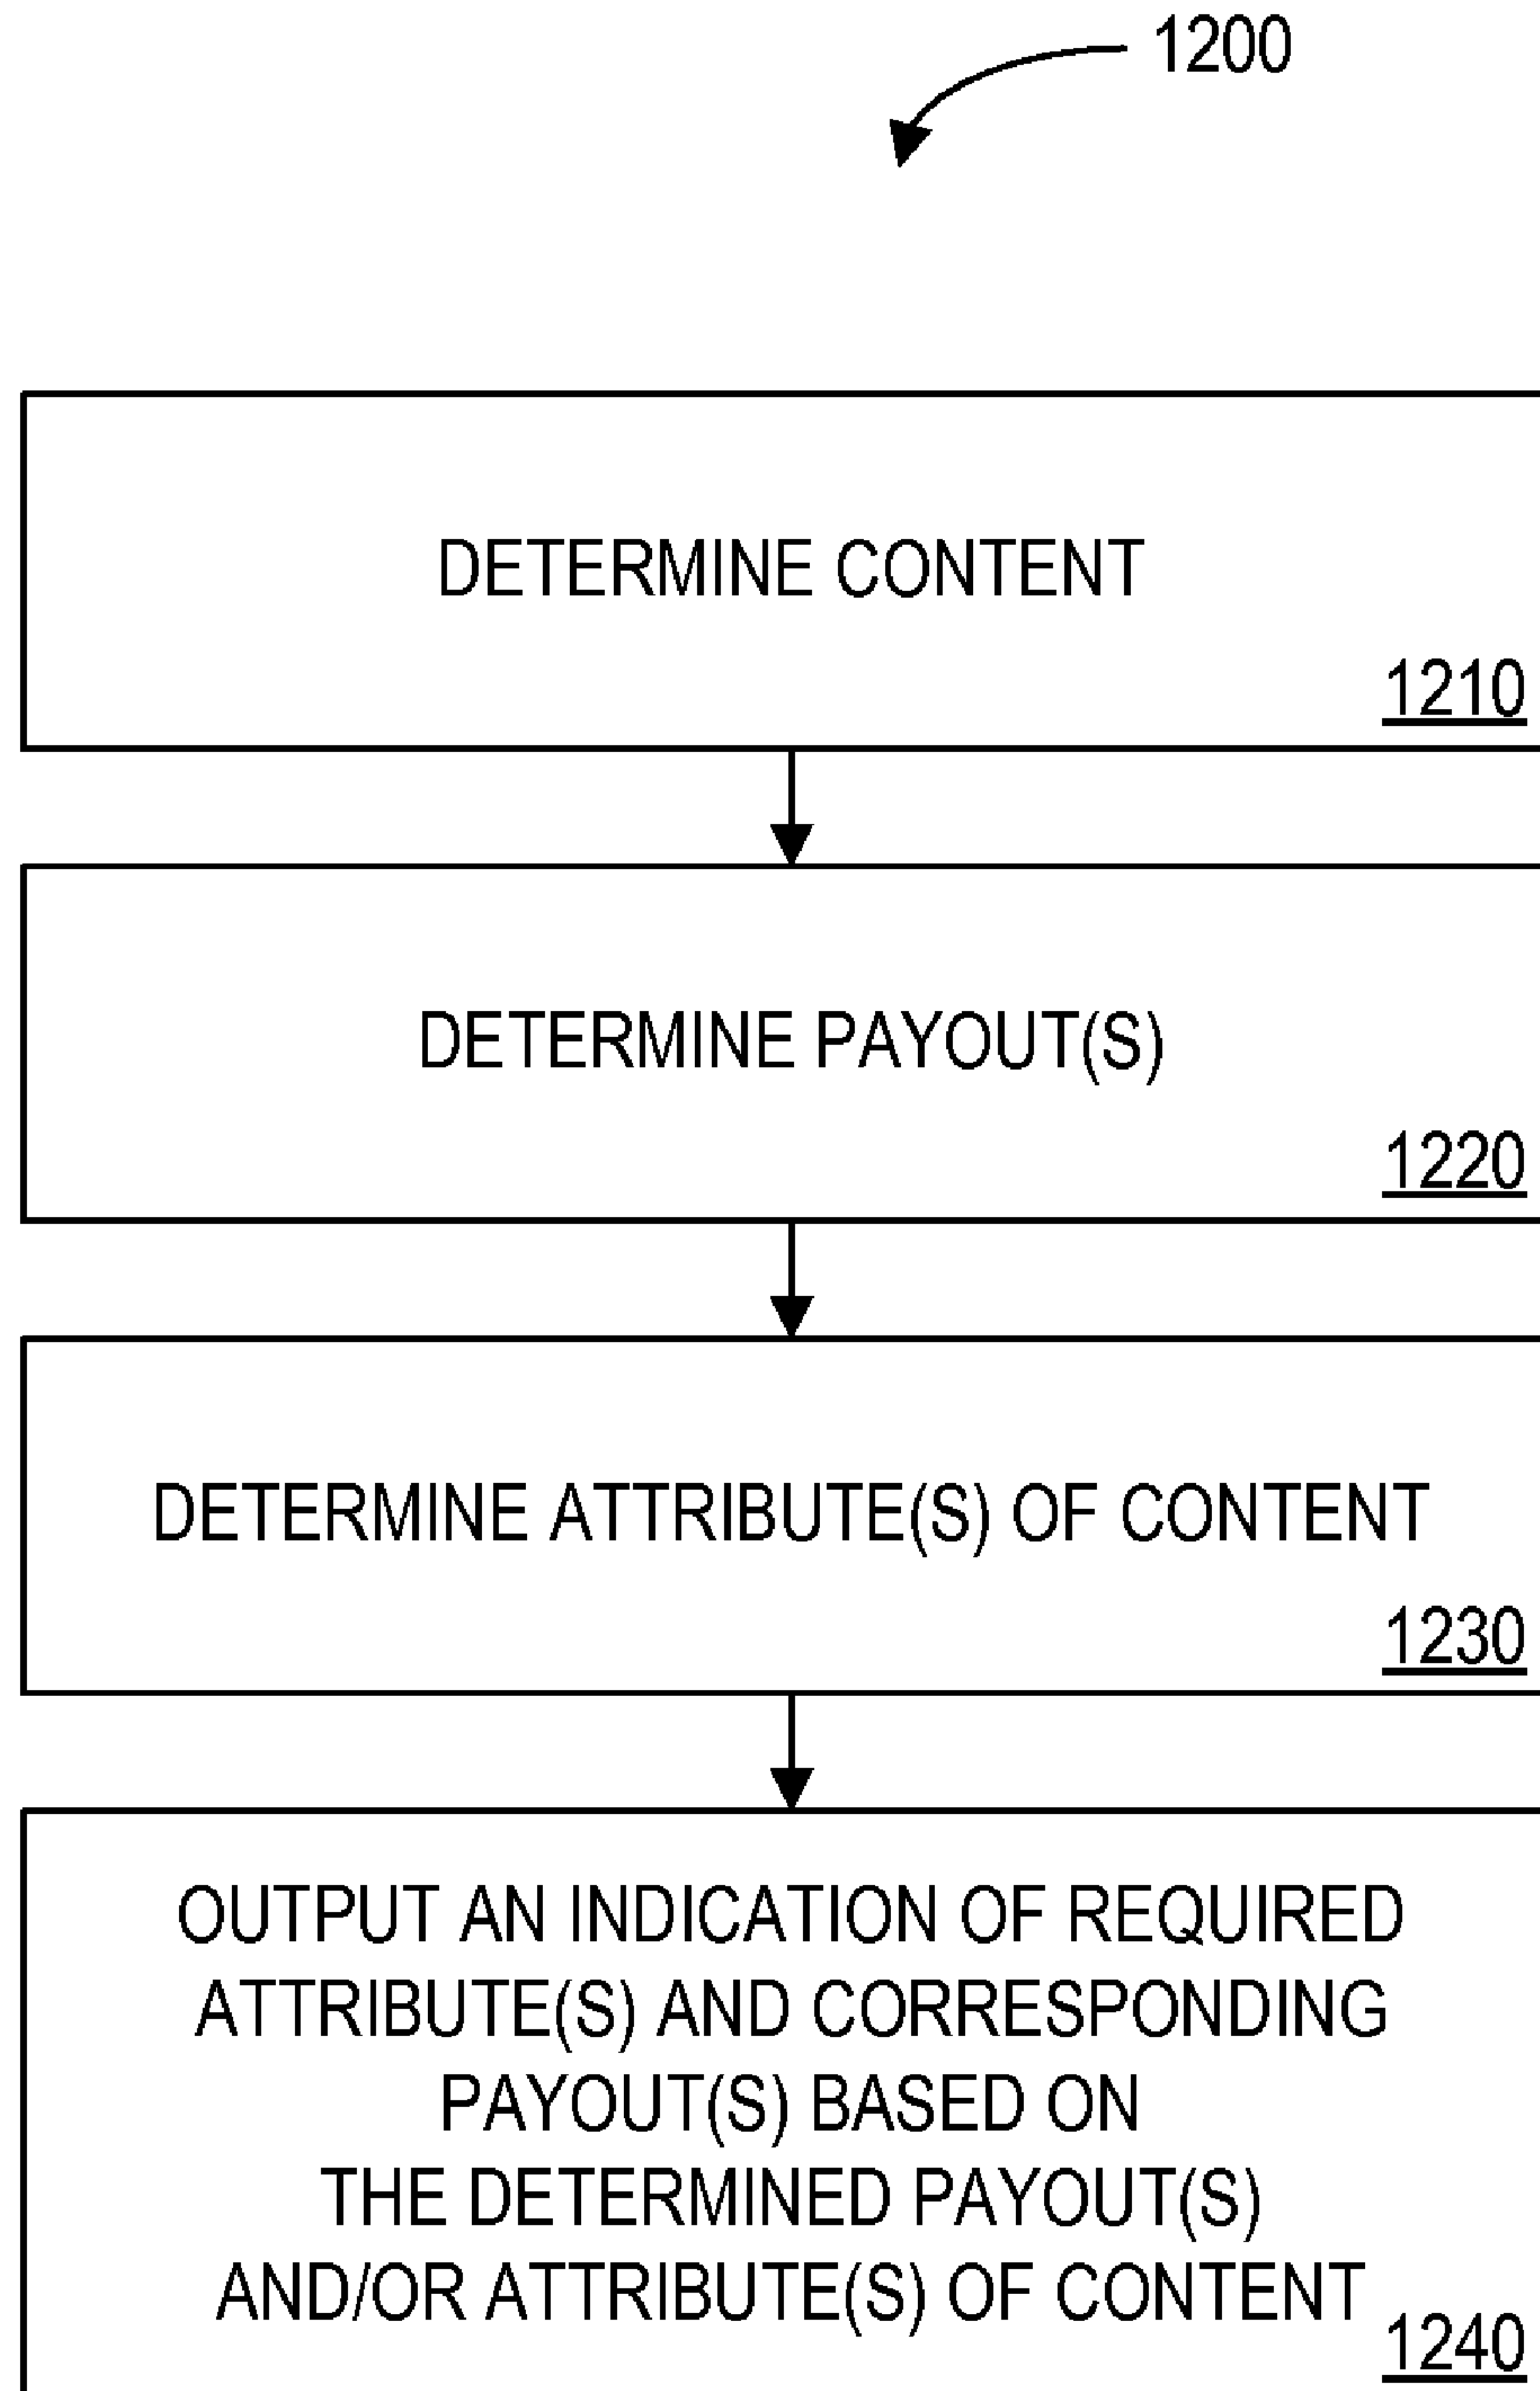 1200
DETERMINE CONTENT
1210
DETERMINE PAYOUT(S)
1220
DETERMINE ATTRIBUTE(S) OF CONTENT
1230
OUTPUT AN INDICATION OF REQUIRED
ATTRIBUTE(S) AND CORRESPONDING
PAYOUT(S) BASED ON
THE DETERMINED PAYOUT(S)
AND/OR ATTRIBUTE(S) OF CONTENT
1240